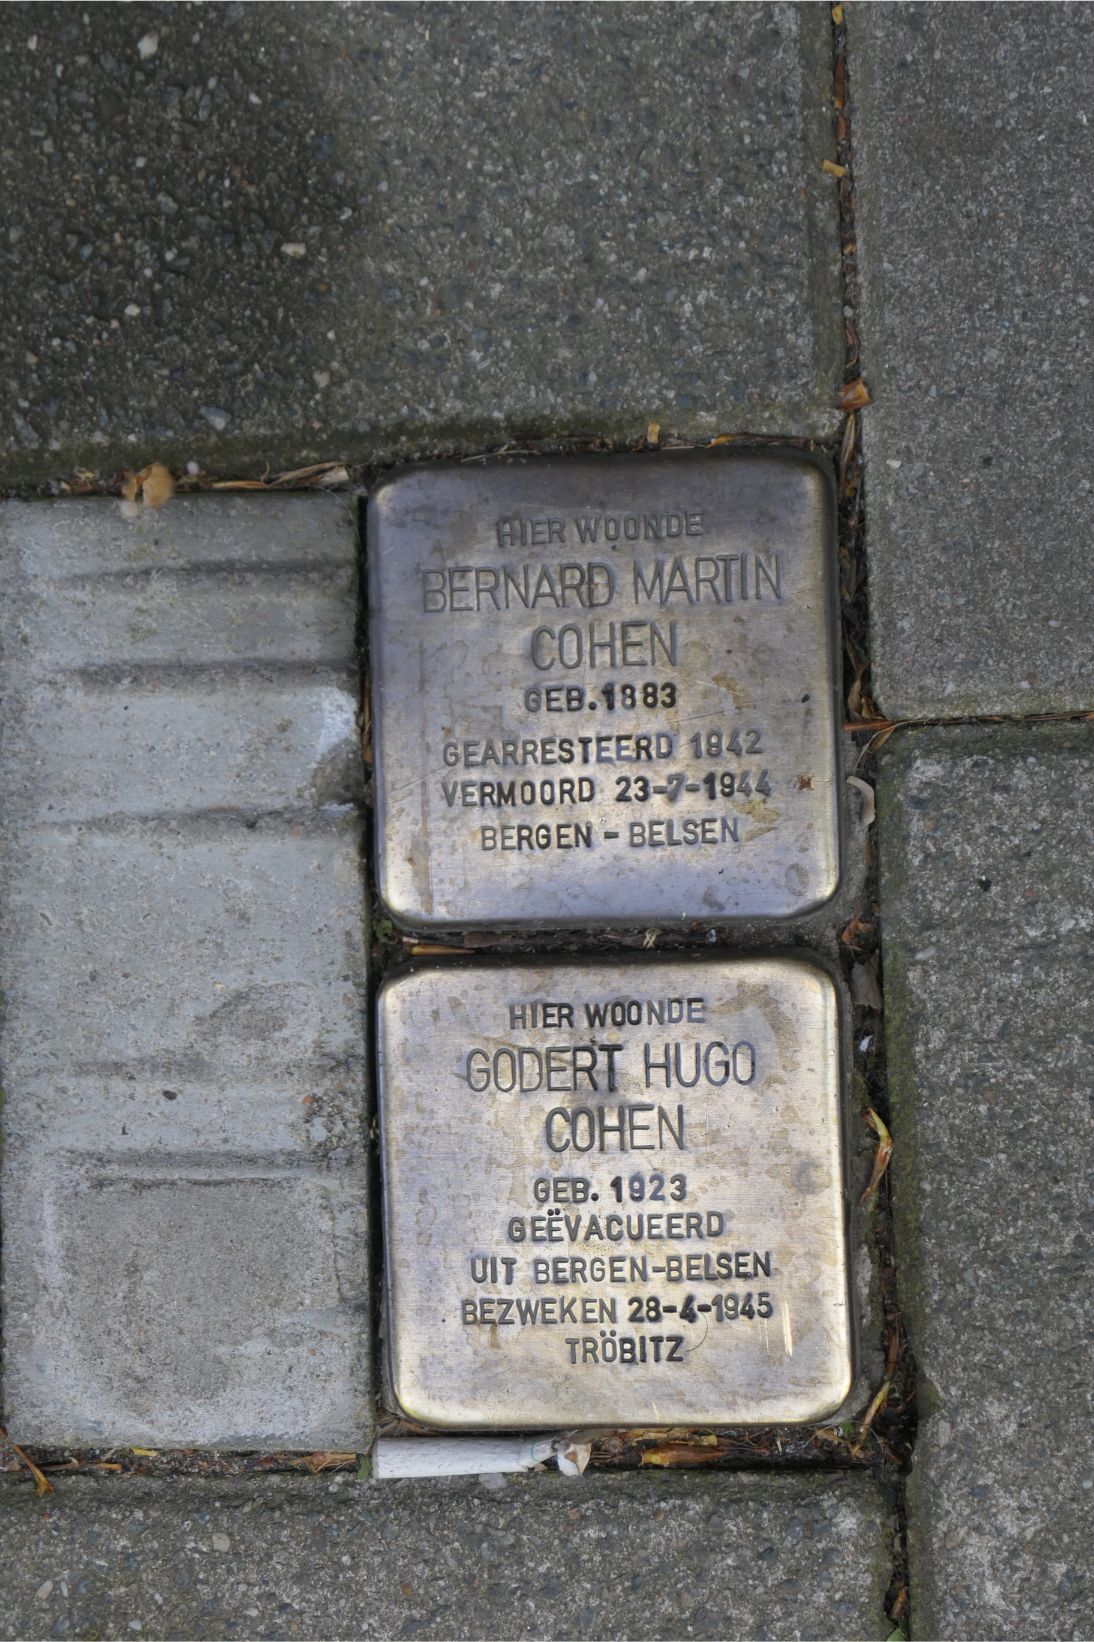 HIER WOONDE
BERNARD MARTIN
COHEN
GEB.1883
GEARRESTEERD 1942
VERMOORD 23-7-1944
BERGEN - BELSEN
HIER WOONDE
GODERT HUGO
COHEN
GEB. 1923
GEËVACUEERD
UIT BERGEN-BELSEN
BEZWEKEN 28-4-1945
TRÖBITZ